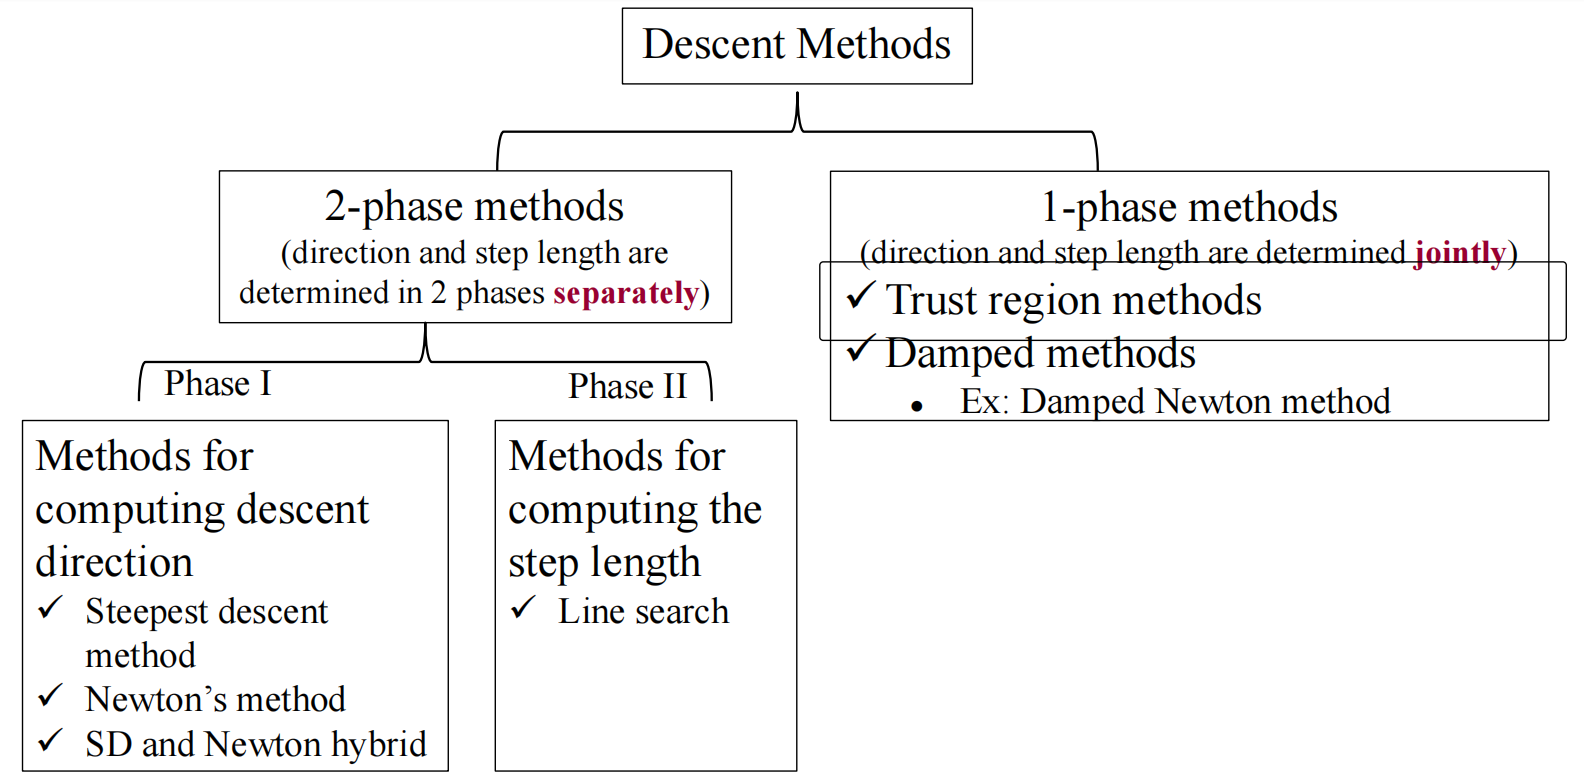 Descent Methods
2-phase methods
(direction and step length are
determined in 2 phases separately)
1-phase methods
(direction and step length are determined jointly)
✓ Trust region methods
✓ Damped methods
• Ex: Damped Newton method
Phase I
Phase II
Methods for
computing descent
direction
✓ Steepest descent
method
✓ Newton’s method
✓ SD and Newton hybrid
Methods for
computing the
step length
✓ Line search